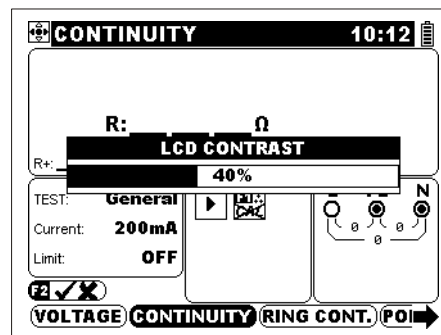 CONTINUITY 10:12
R: Ω
LCD CONTRAST
R+:
40%
TEST: General
Current: 200mA
Limit: OFF
N
0 0
0
F2
VOLTAGE CONTINUITY RING CONT.